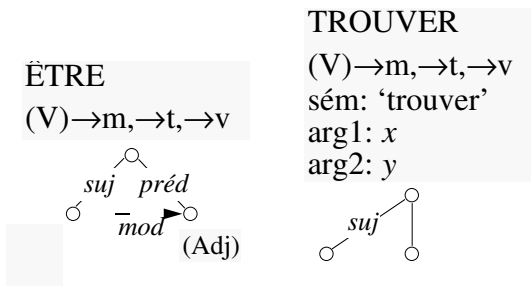 ÊTRE
(V)→m,→t,→v
suj préd
mod
(Adj)
TROUVER
(V)→m,→t,→v
sém: ‘trouver’
arg1: x
arg2: y
suj